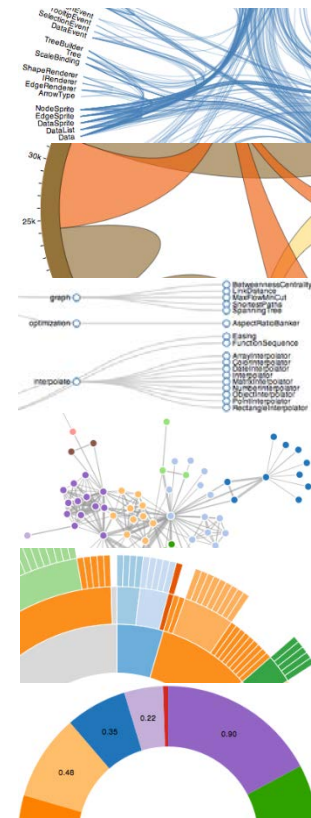 TooltipEvent
SelectionEvent
DataEvent
TreeBuilder
Tree
ScaleBinding
ShapeRenderer
IRenderer
EdgeRenderer
ArrowType
NodeSprite
EdgeSprite
DataSprite
DataList
Data
30k
25k
graph
BetweennessCentrality
LinkDistance
MaxFlowMinCut
ShortestPaths
SpanningTree
optimization
AspectRatioBanker
Easing
FunctionSequence
interpolate
ArrayInterpolator
ColorInterpolator
DateInterpolator
Interpolator
MatrixInterpolator
NumberInterpolator
ObjectInterpolator
PointInterpolator
RectangleInterpolator
0.48
0.35
0.22
0.90